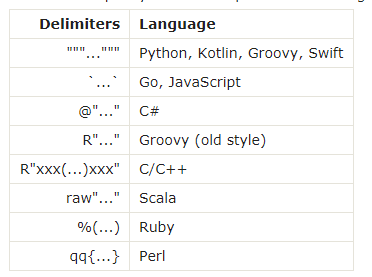 Delimiters Language
"""...""" Python, Kotlin, Groovy, Swift
`...` Go, JavaScript
@"..." C#
R"..." Groovy (old style)
R"xxx(...)xxx" C/C++
raw"..." Scala
%(...) Ruby
qq{...} Perl